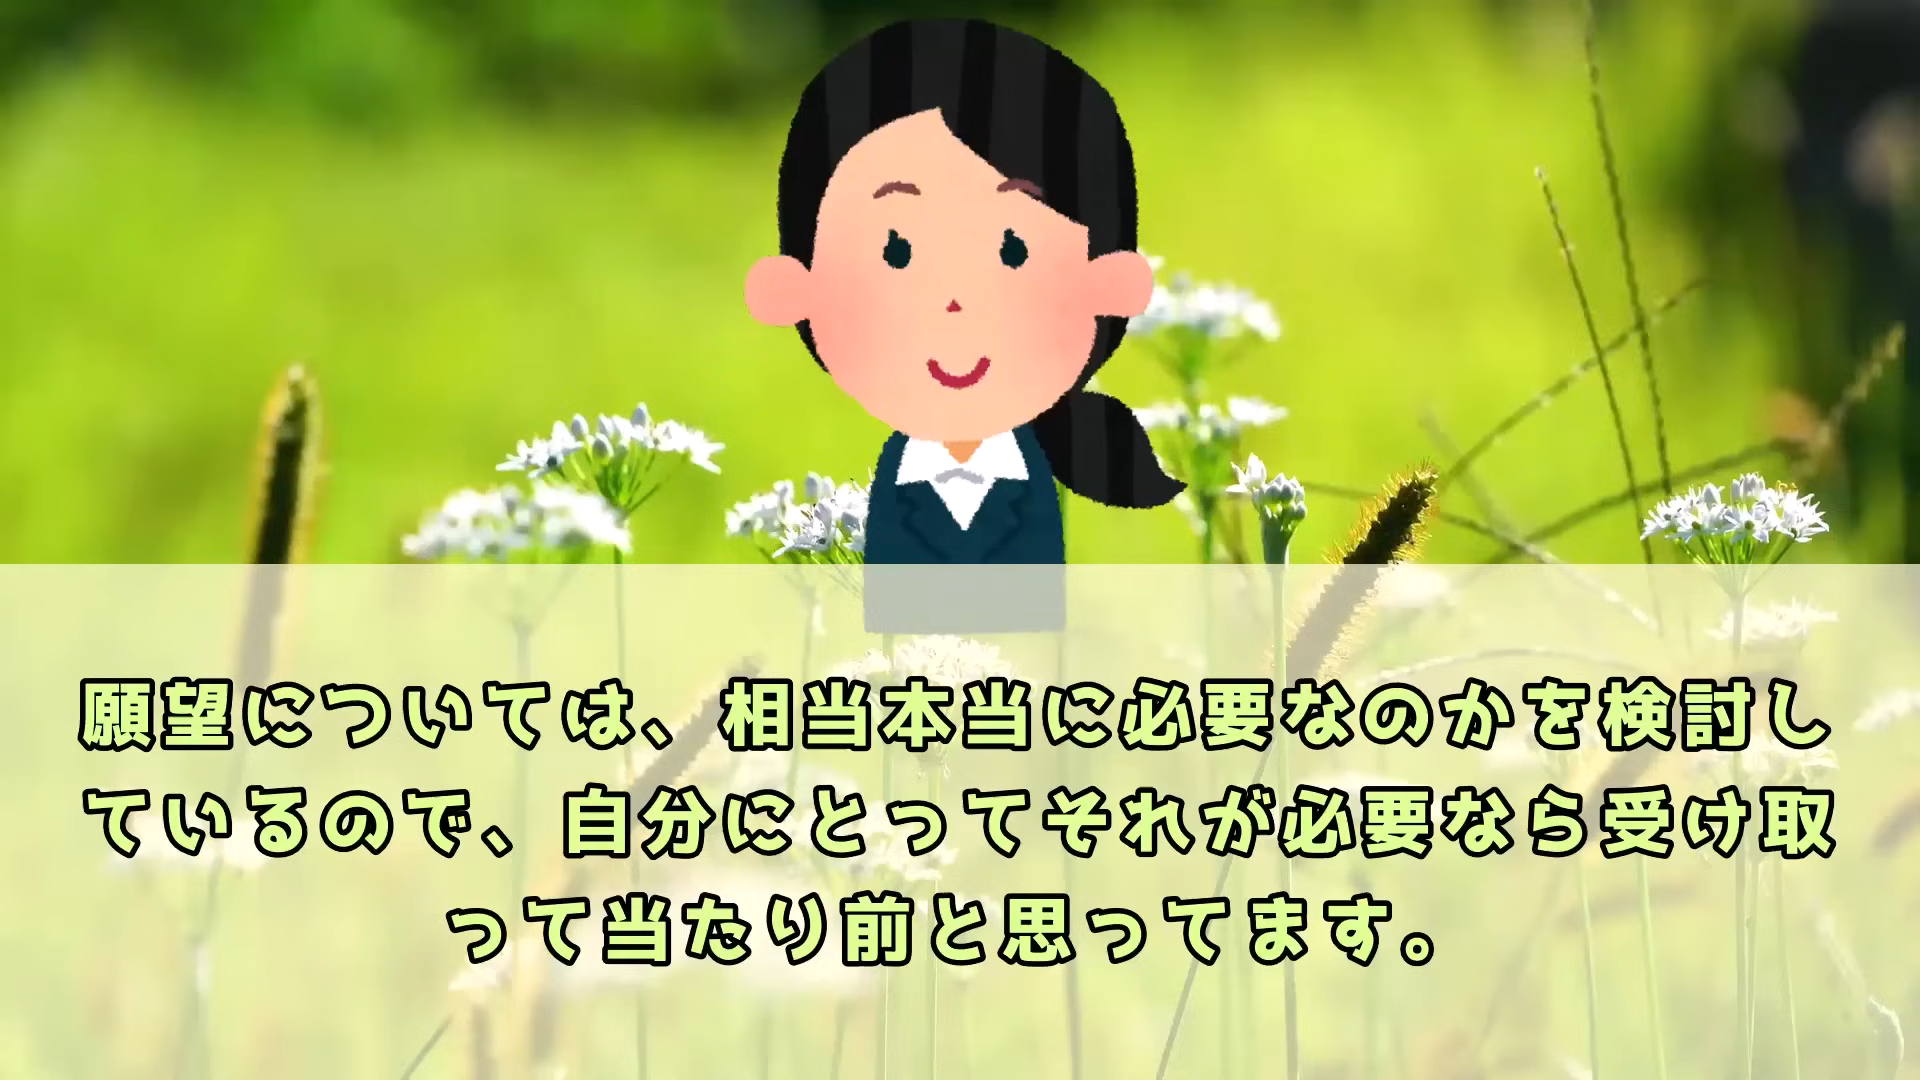 願望については、相当本当に必要なのかを検討し
ているので、自分にとってそれが必要なら受け取
って当たり前と思ってます。